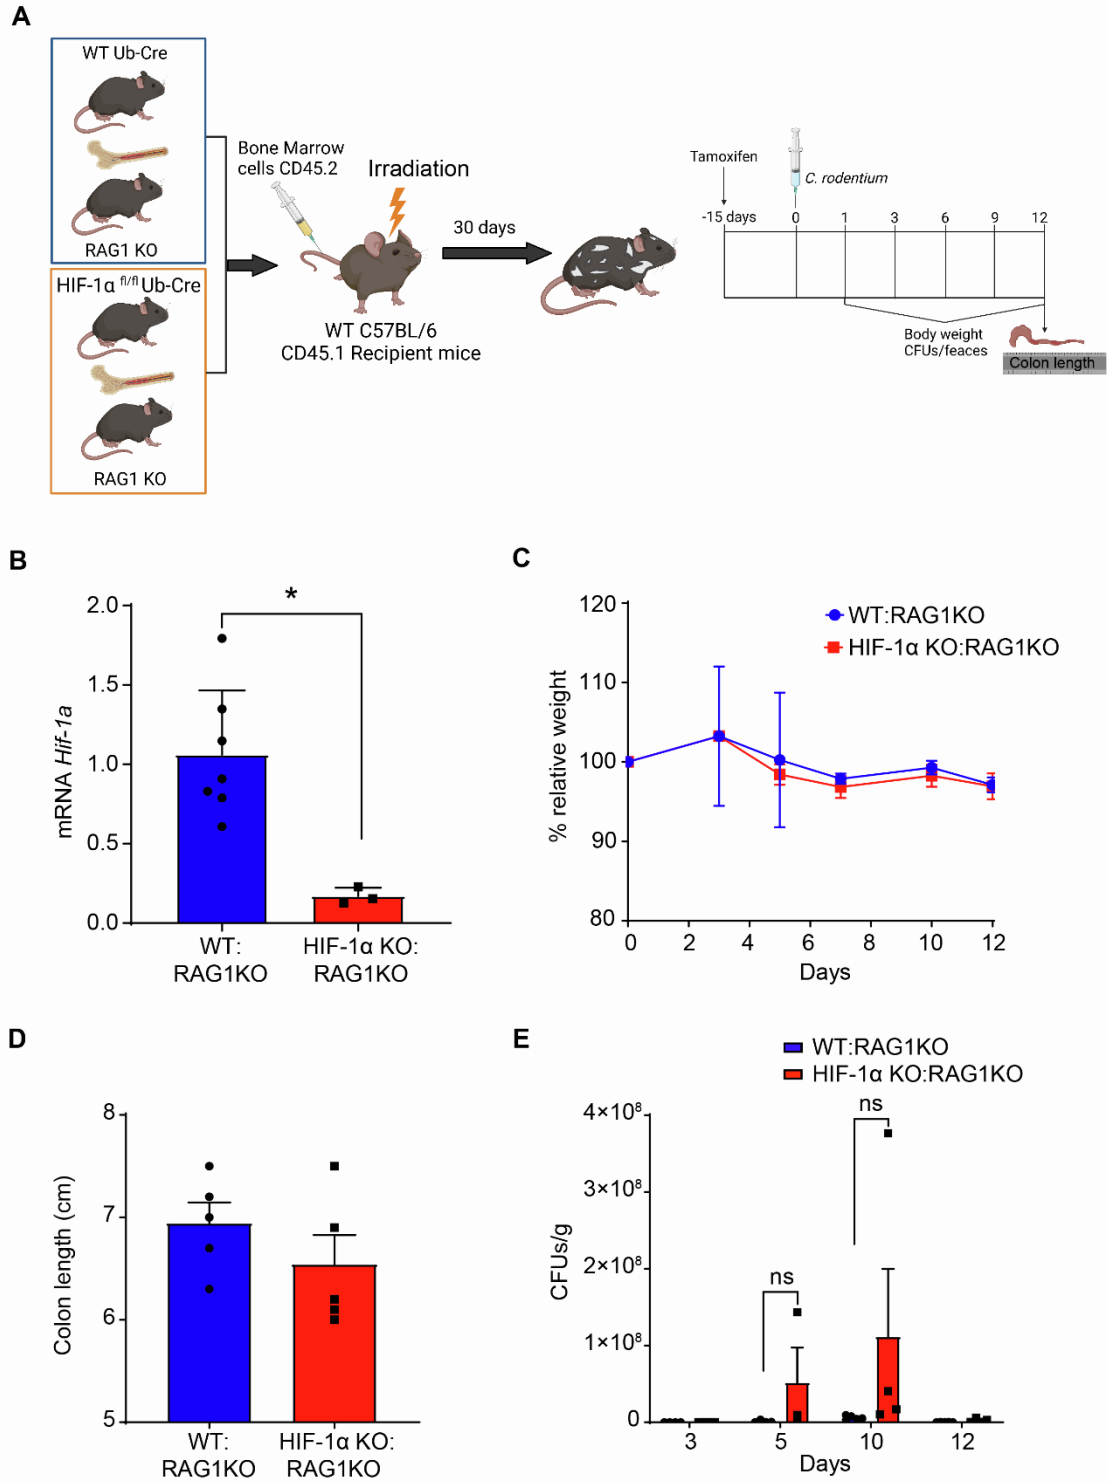 A
WT Ub-Cre
RAG1 KO
HIF-1α fl/fl Ub-Cre
RAG1 KO
Bone Marrow
cells CD45.2
Irradiation
WT C57BL/6
CD45.1 Recipient mice
30 days
Tamoxifen
C. rodentium
-15 days 0 1 3 6 9 12
Body weight
CFUs/feaces
Colon length
B
mRNA Hif-1a
2.0
1.5
1.0
0.5
0.0
*
WT:
RAG1KO
HIF-1α KO:
RAG1KO
C
WT:RAG1KO
HIF-1α KO:RAG1KO
% relative weight
120
110
100
90
80
0 2 4 6 8 10 12
Days
D
Colon length (cm)
8
7
6
5
WT:
RAG1KO
HIF-1α KO:
RAG1KO
E
WT:RAG1KO
HIF-1α KO:RAG1KO
CFUs/g
4×10⁸
3×10⁸
2×10⁸
1×10⁸
0
ns
ns
3 5 10 12
Days